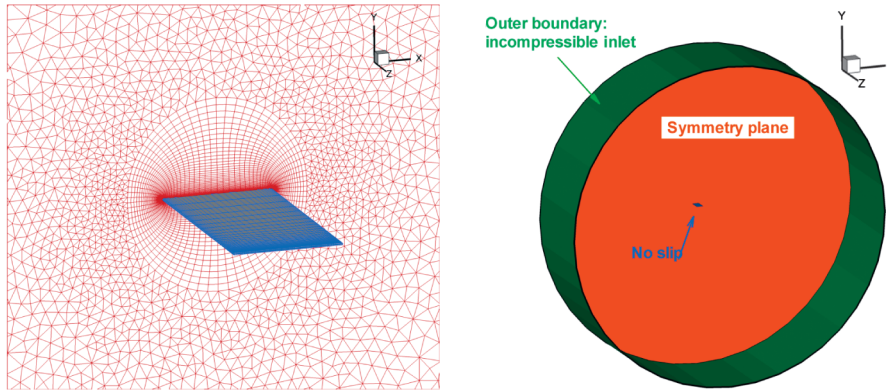 Y
X
Z
Outer boundary:
incompressible inlet
Y
Z
Symmetry plane
No slip